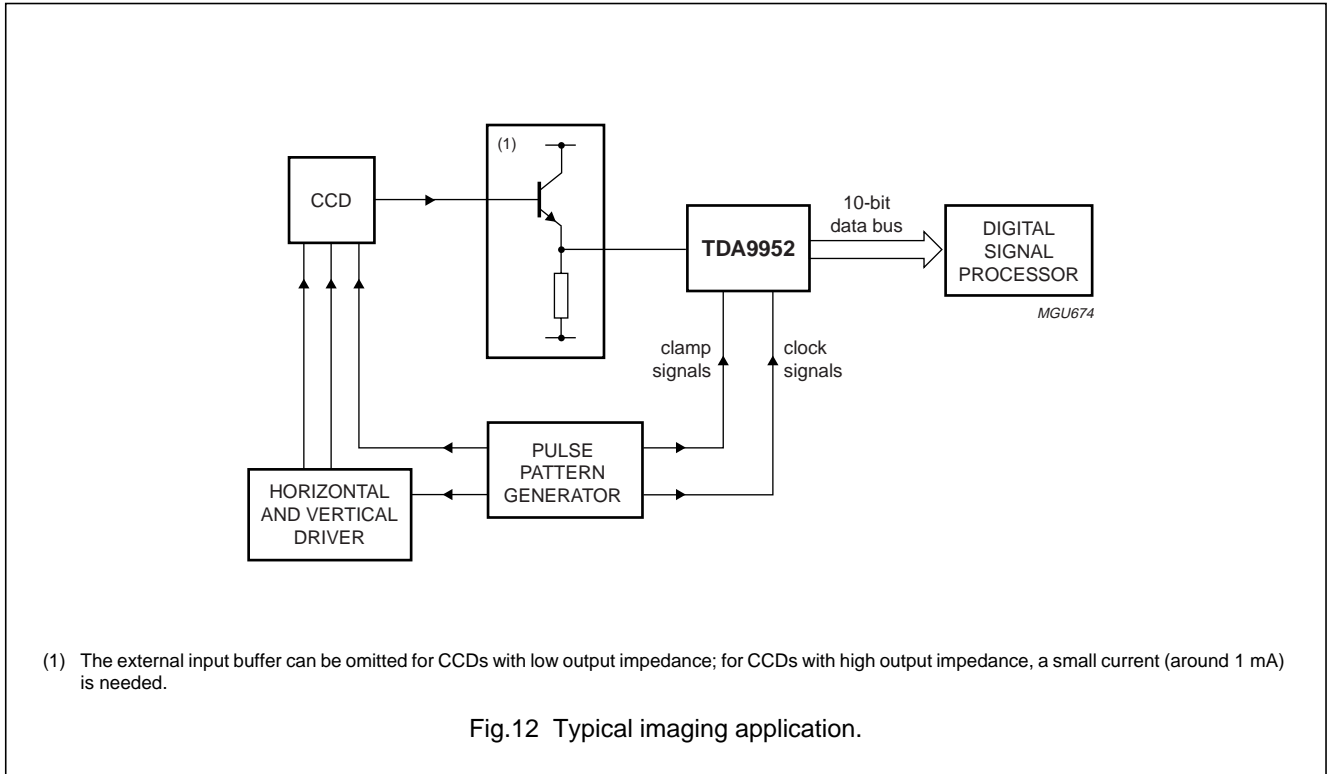 (1)
CCD
10-bit
data bus
TDA9952
DIGITAL
SIGNAL
PROCESSOR
MGU674
clamp
signals
clock
signals
PULSE
PATTERN
GENERATOR
HORIZONTAL
AND VERTICAL
DRIVER
(1) The external input buffer can be omitted for CCDs with low output impedance; for CCDs with high output impedance, a small current (around 1 mA)
is needed.
Fig.12 Typical imaging application.